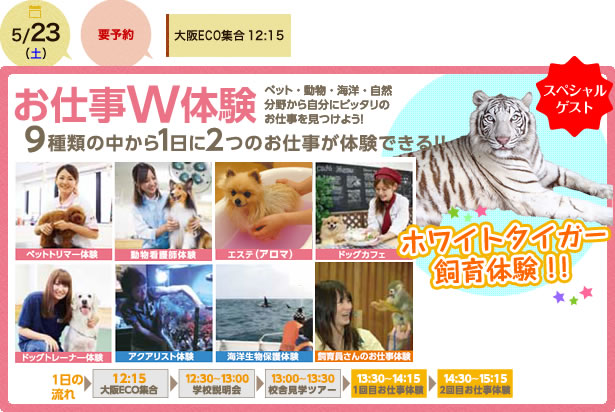 5/23
(土)
要予約
大阪ECO集合 12:15
お仕事W体験
ペット・動物・海洋・自然
分野から自分にピッタリの
お仕事を見つけよう!
9種類の中から1日に2つのお仕事が体験できる!!
スペシャル
ゲスト
ペットトリマー体験
動物看護師体験
エステ(アロマ)
ドッグカフェ
ホワイトタイガー
飼育体験!!
ドッグトレーナー体験
アクアリスト体験
海洋生物保護体験
飼育員さんのお仕事体験
1日の
流れ
12:15
大阪ECO集合
12:30~13:00
学校説明会
13:00~13:30
校舎見学ツアー
13:30~14:15
1回目お仕事体験
14:30~15:15
2回目お仕事体験